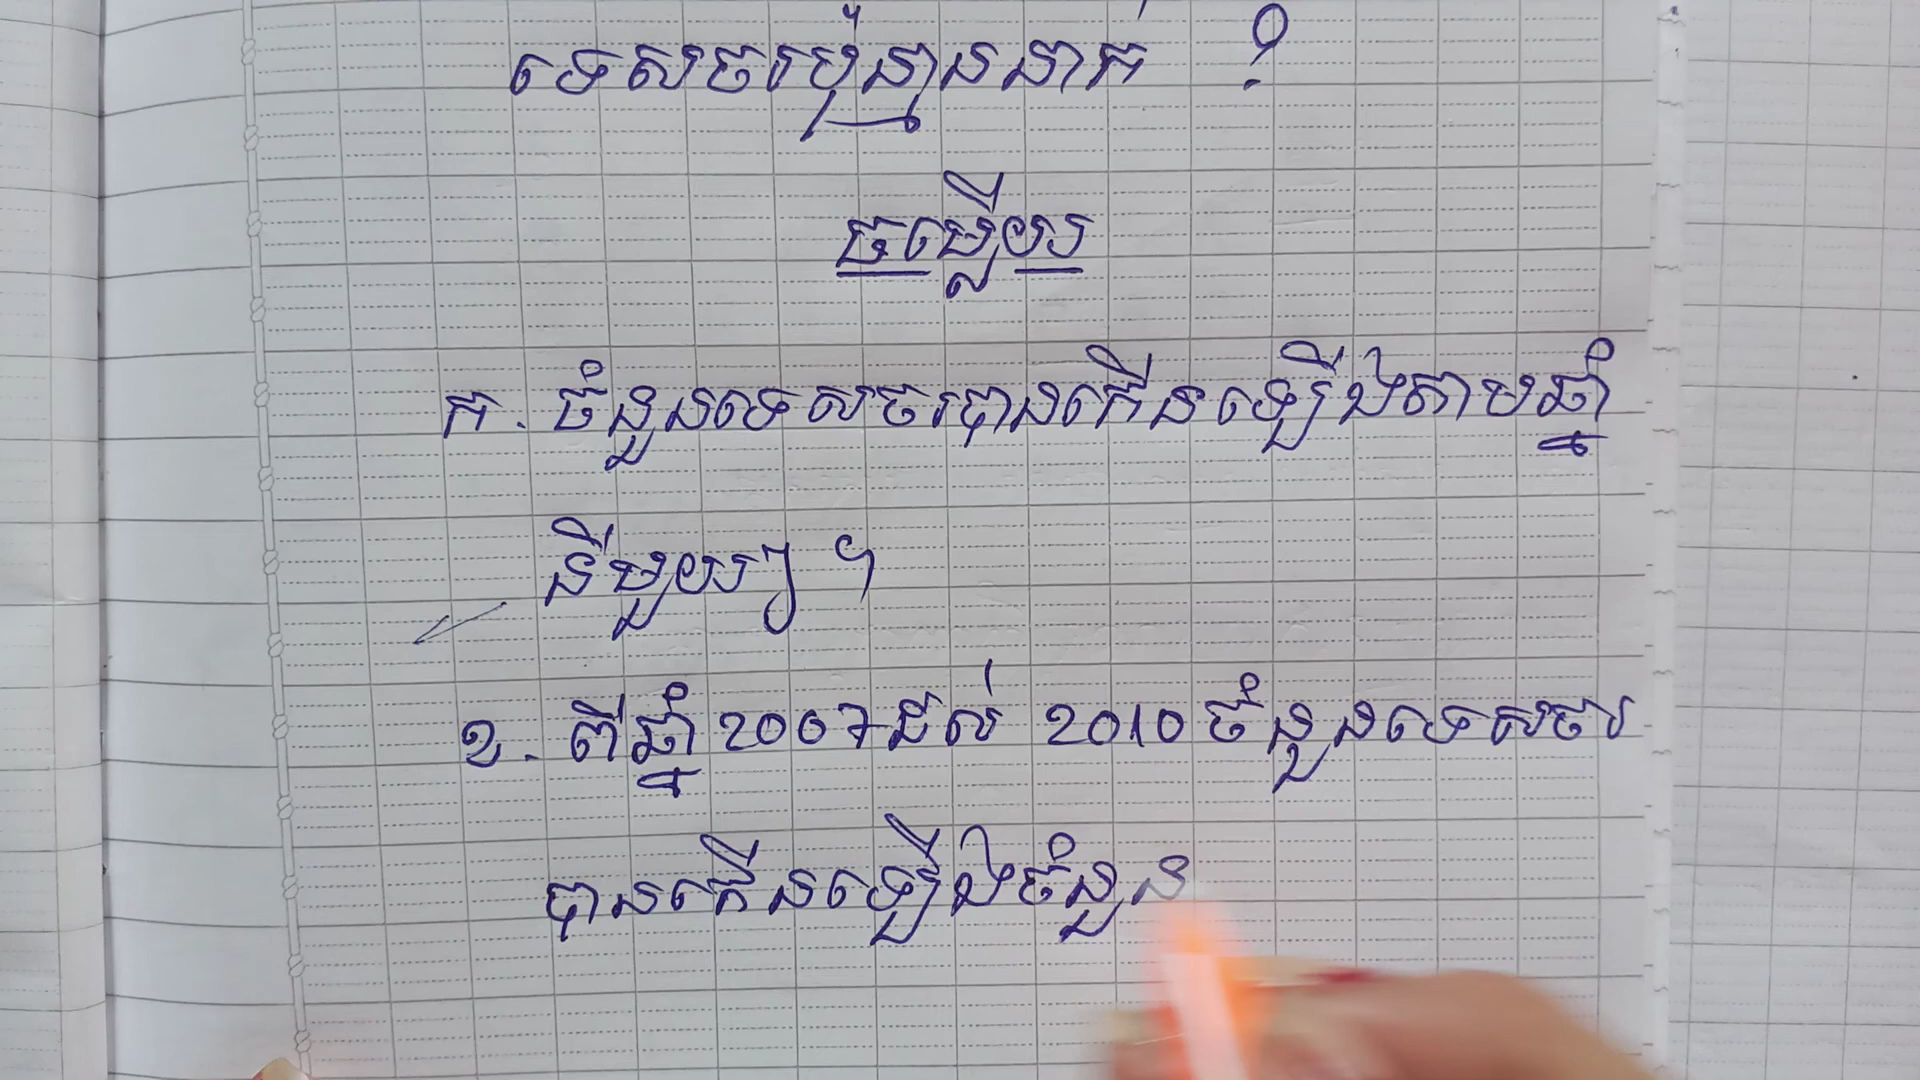 ទេសចរប៉ុន្មាននាក់ ?
ចម្លើយ
ក. ចំនួនទេសចរបានកើនឡើងតាមឆ្នាំ
នីមួយៗ ។
ខ. ពីឆ្នាំ 2007 ដល់ 2010 ចំនួនទេសចរ
បានកើនឡើងចំនួន